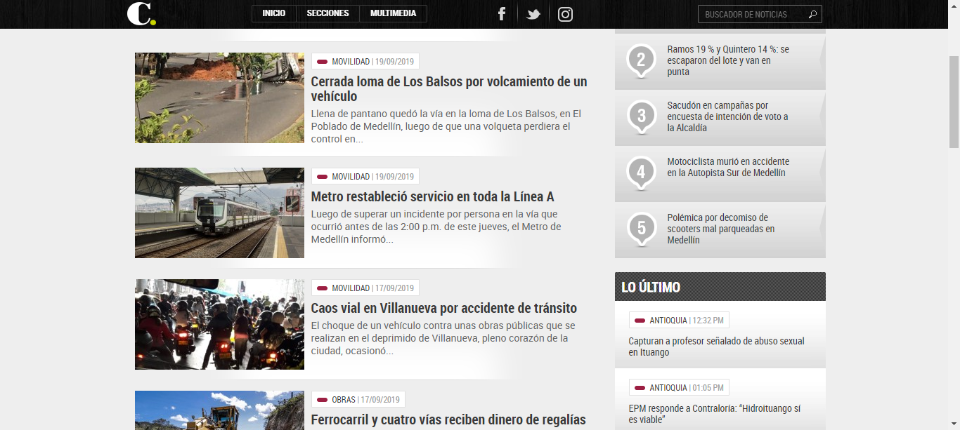 C.
INICIO
SECCIONES
MULTIMEDIA
BUSCADOR DE NOTICIAS
MOVILIDAD | 19/09/2019
Cerrada loma de Los Balsos por volcamiento de un
vehículo
Llena de pantano quedó la vía en la loma de Los Balsos, en El
Poblado de Medellín, luego de que una volqueta perdiera el
control en...
MOVILIDAD | 19/09/2019
Metro restableció servicio en toda la Línea A
Luego de superar un incidente por persona en la vía que
ocurrió antes de las 2:00 p.m. de este jueves, el Metro de
Medellín informó...
MOVILIDAD | 17/09/2019
Caos vial en Villanueva por accidente de tránsito
El choque de un vehículo contra unas obras públicas que se
realizan en el deprimido de Villanueva, pleno corazón de la
ciudad, ocasionó...
OBRAS | 17/09/2019
Ferrocarril y cuatro vías reciben dinero de regalías
2
Ramos 19 % y Quintero 14 %: se
escaparon del lote y van en
punta
3
Sacudón en campañas por
encuesta de intención de voto a
la Alcaldía
4
Motociclista murió en accidente
en la Autopista Sur de Medellín
5
Polémica por decomiso de
scooters mal parqueadas en
Medellín
LO ÚLTIMO
ANTIOQUIA | 12:32 PM
Capturan a profesor señalado de abuso sexual
en Ituango
ANTIOQUIA | 01:05 PM
EPM responde a Contraloría: “Hidroituango sí
es viable”